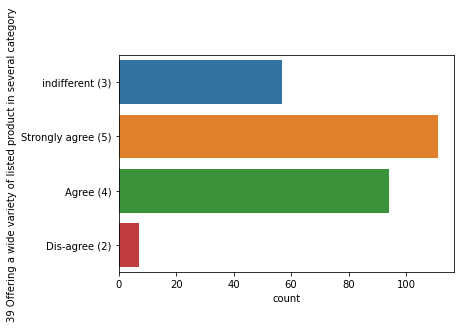 39 Offering a wide variety of listed product in several category
indifferent (3)
Strongly agree (5)
Agree (4)
Dis-agree (2)
0 20 40 60 80 100
count